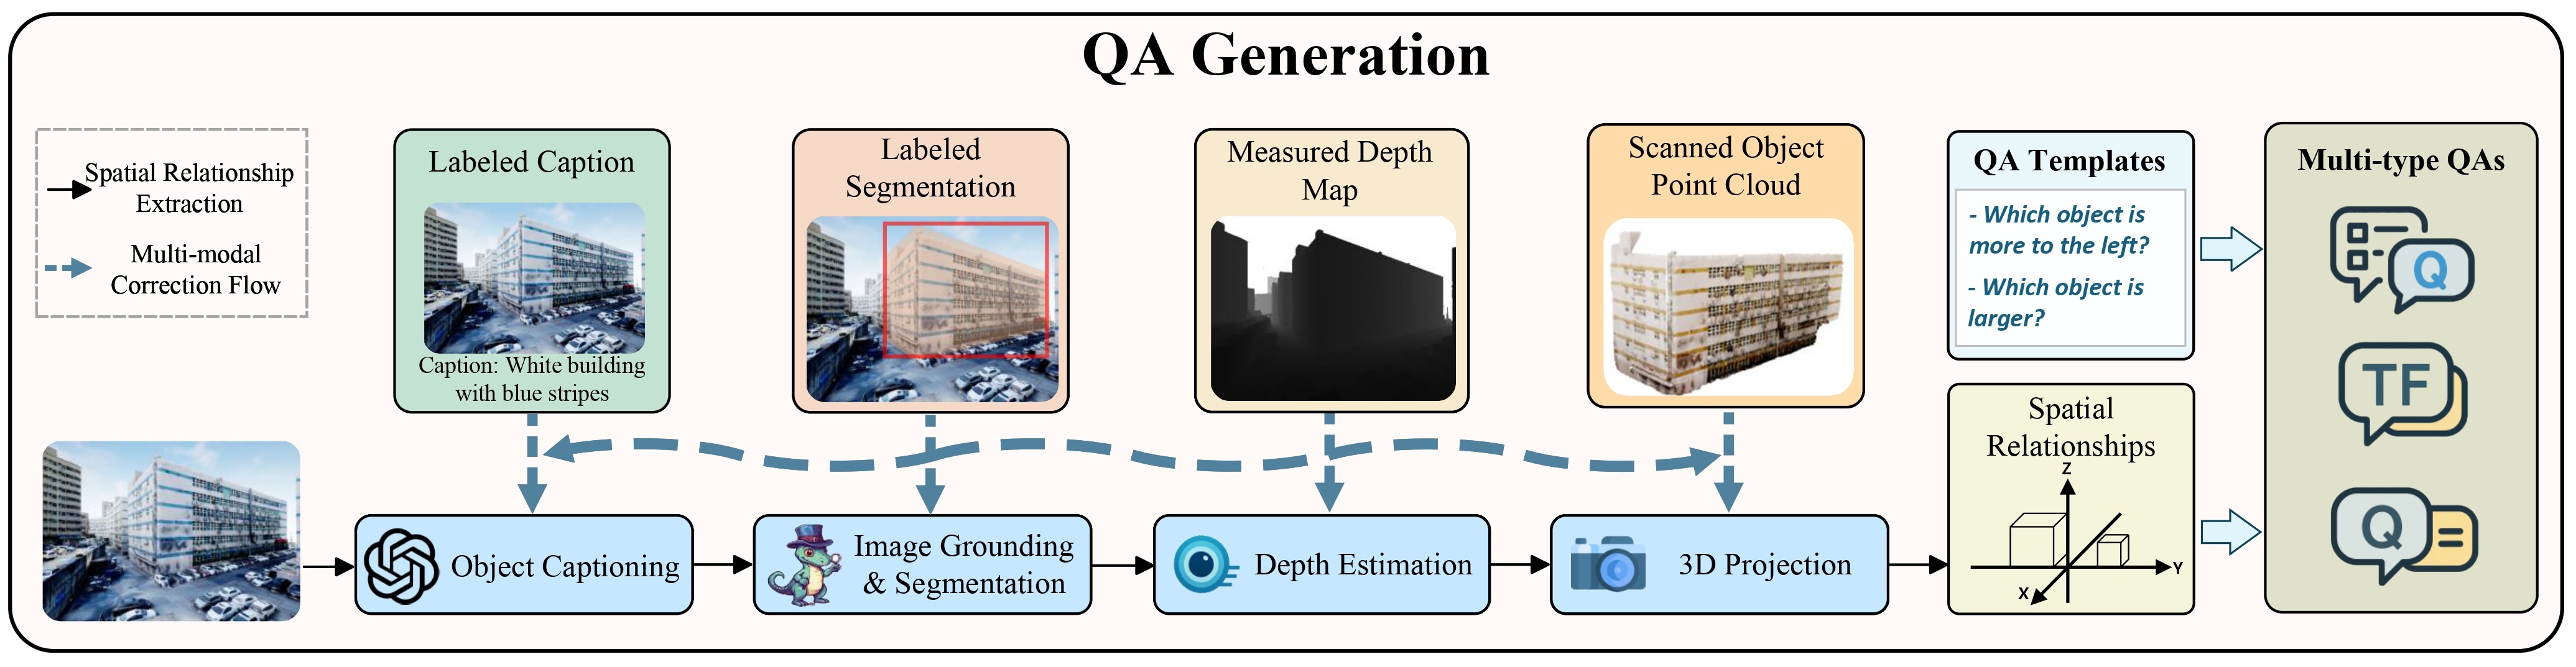 QA Generation
Spatial Relationship
Extraction
Multi-modal
Correction Flow
Labeled Caption
Caption: White building
with blue stripes
Labeled
Segmentation
Measured Depth
Map
Scanned Object
Point Cloud
QA Templates
- Which object is
more to the left?
- Which object is
larger?
Multi-type QAs
Q
TF
Q
Object Captioning
Image Grounding
& Segmentation
Depth Estimation
3D Projection
Spatial
Relationships
Z
Y
X